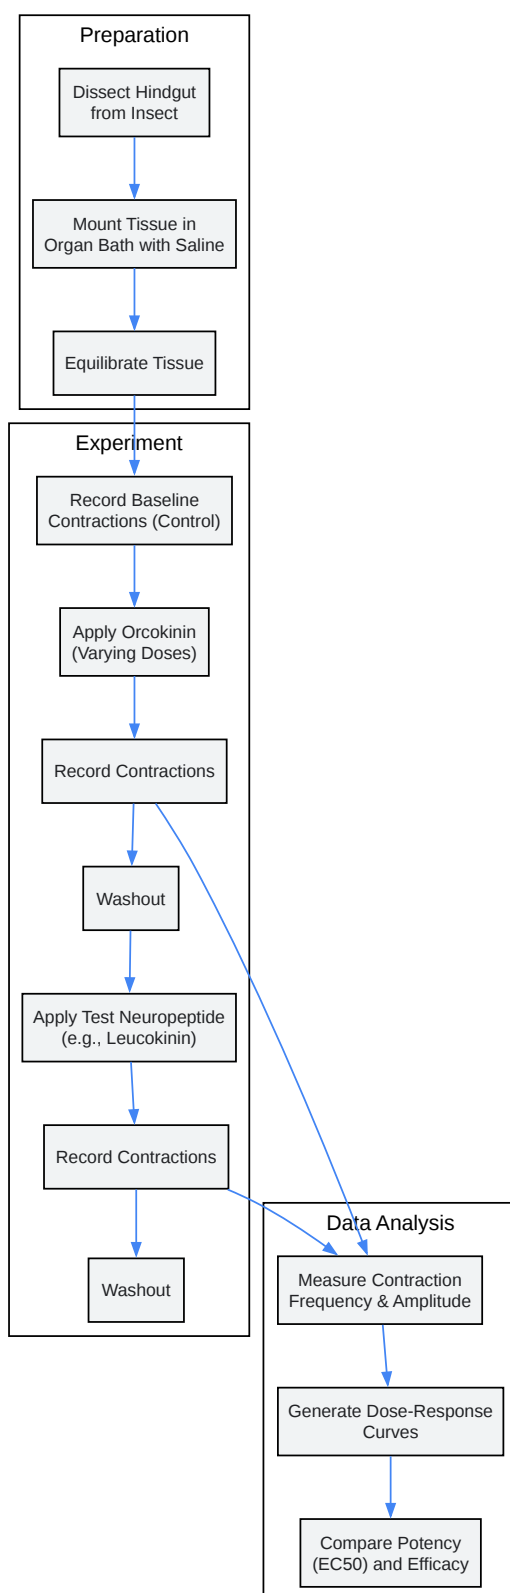 Preparation
Dissect Hindgut
from Insect
Mount Tissue in
Organ Bath with Saline
Equilibrate Tissue
Experiment
Record Baseline
Contractions (Control)
Apply Orcokinin
(Varying Doses)
Record Contractions
Washout
Apply Test Neuropeptide
(e.g., Leucokinin)
Record Contractions
Washout
Data Analysis
Measure Contraction
Frequency & Amplitude
Generate Dose-Response
Curves
Compare Potency
(EC50) and Efficacy